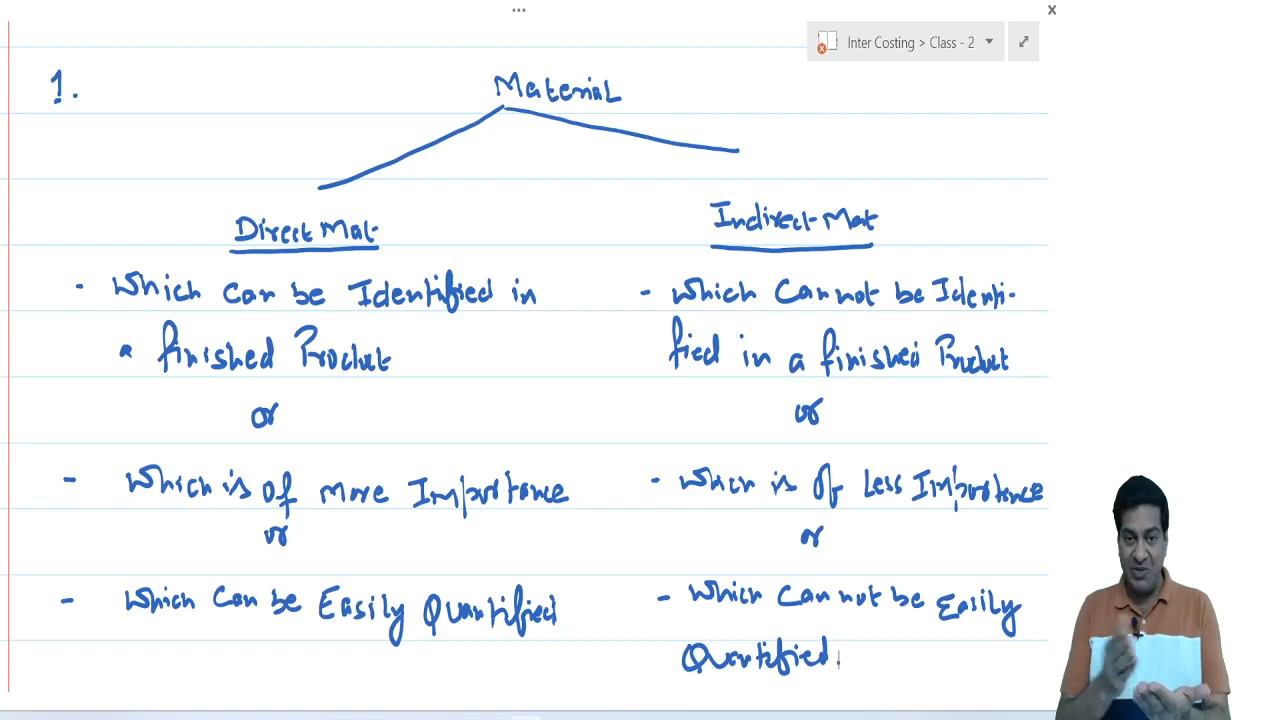 Inter Costing > Class - 2
1. Material
Direct Mat Indirect Mat
- Which can be Identified in
a finished Product
or
- Which is of More Importance
or
- Which can be Easily Quantified
- Which Cannot be Identi-
fied in a finished Product
or
- Which is of Less Importance
or
- Which Cannot be Easily
Quantified